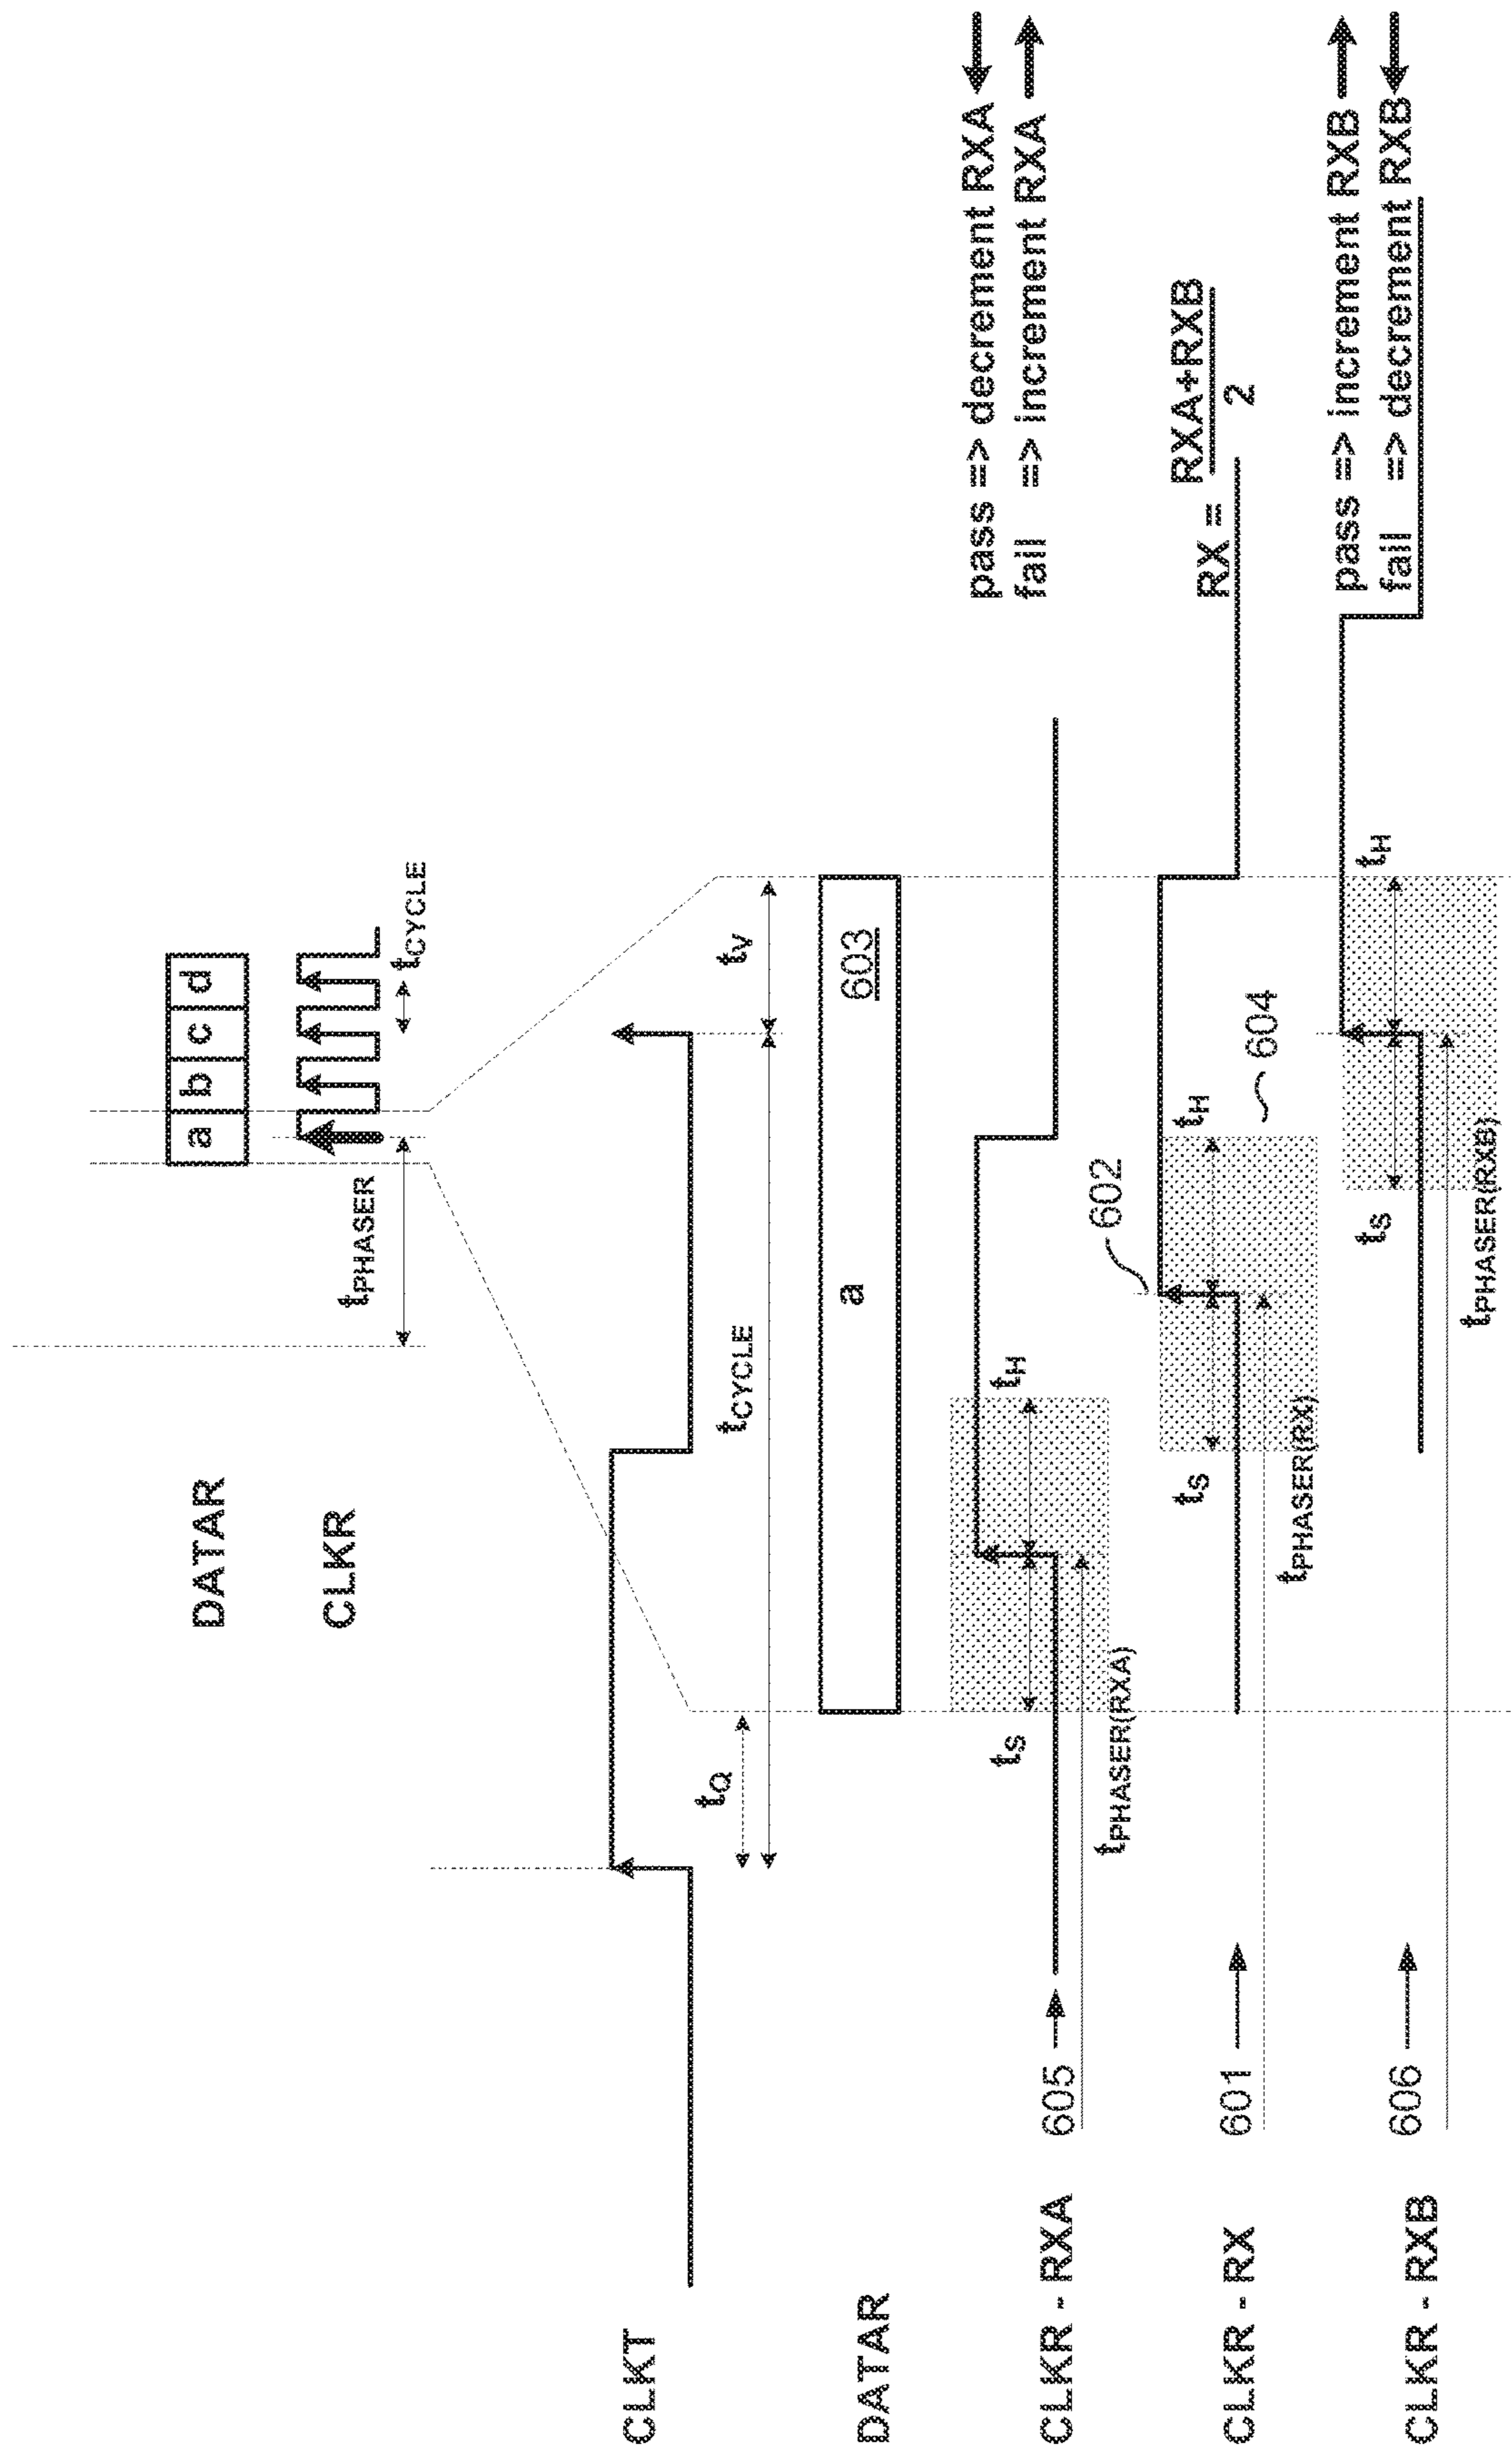 DATAR
a b c d
CLKR
tPHASER
tCYCLE
CLKT
tQ
tCYCLE
tV
DATAR
a
603
CLKR - RXA
605
tS
tH
tPHASER(RXA)
pass => decrement RXA
fail => increment RXA
CLKR - RX
601
tS
602
tH
604
tPHASER(RX)
RX = RXA+RXB
2
CLKR - RXB
606
tS
tH
tPHASER(RXB)
pass => increment RXB
fail => decrement RXB